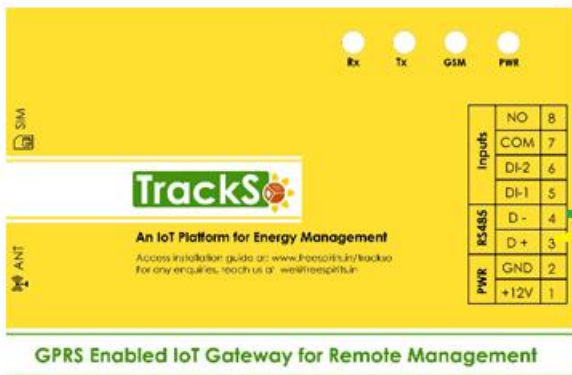 Rx Tx GSM PWR
SIM
Inputs
NO 8
COM 7
DI-2 6
DI-1 5
RS485
D - 4
D + 3
PWR
GND 2
+12V 1
TrackSo
An IoT Platform for Energy Management
Access installation guide at: www.freespirits.in/trackso
For any enquiries, reach us at we@freespirits.in
ANT
GPRS Enabled IoT Gateway for Remote Management